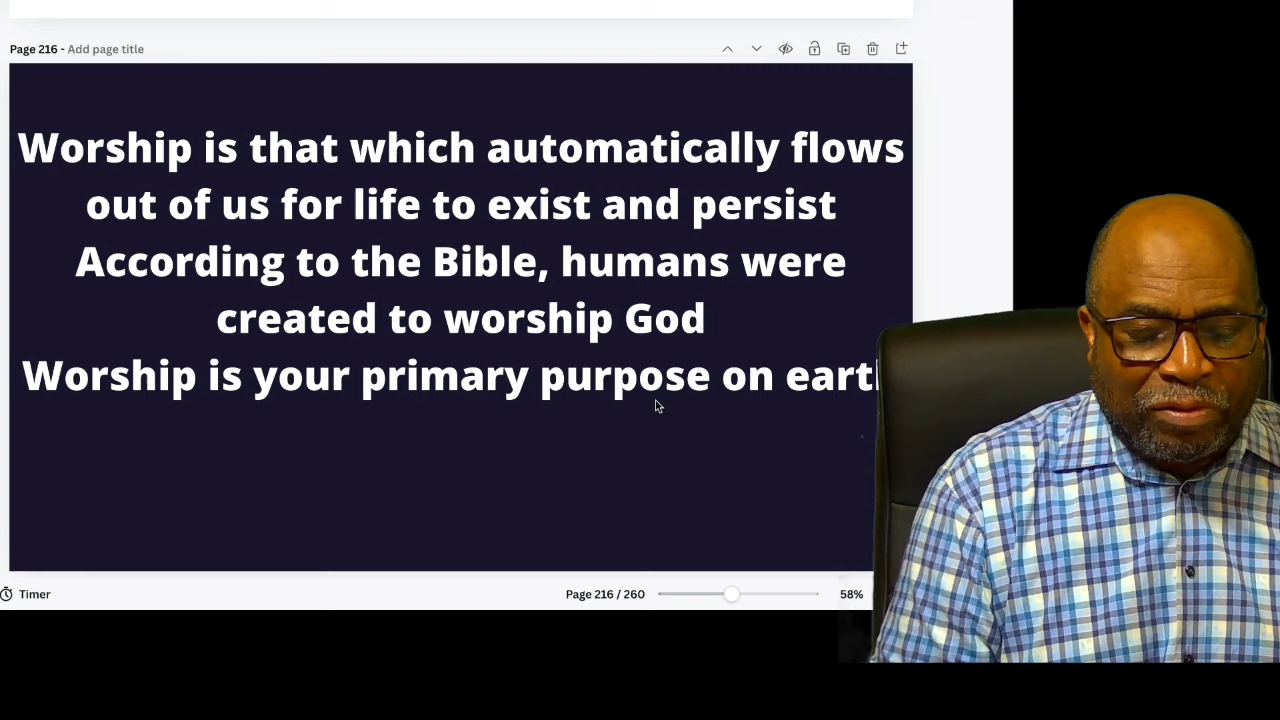 Page 216 - Add page title
Worship is that which automatically flows
out of us for life to exist and persist
According to the Bible, humans were
created to worship God
Worship is your primary purpose on
Timer
Page 216 / 260
58%